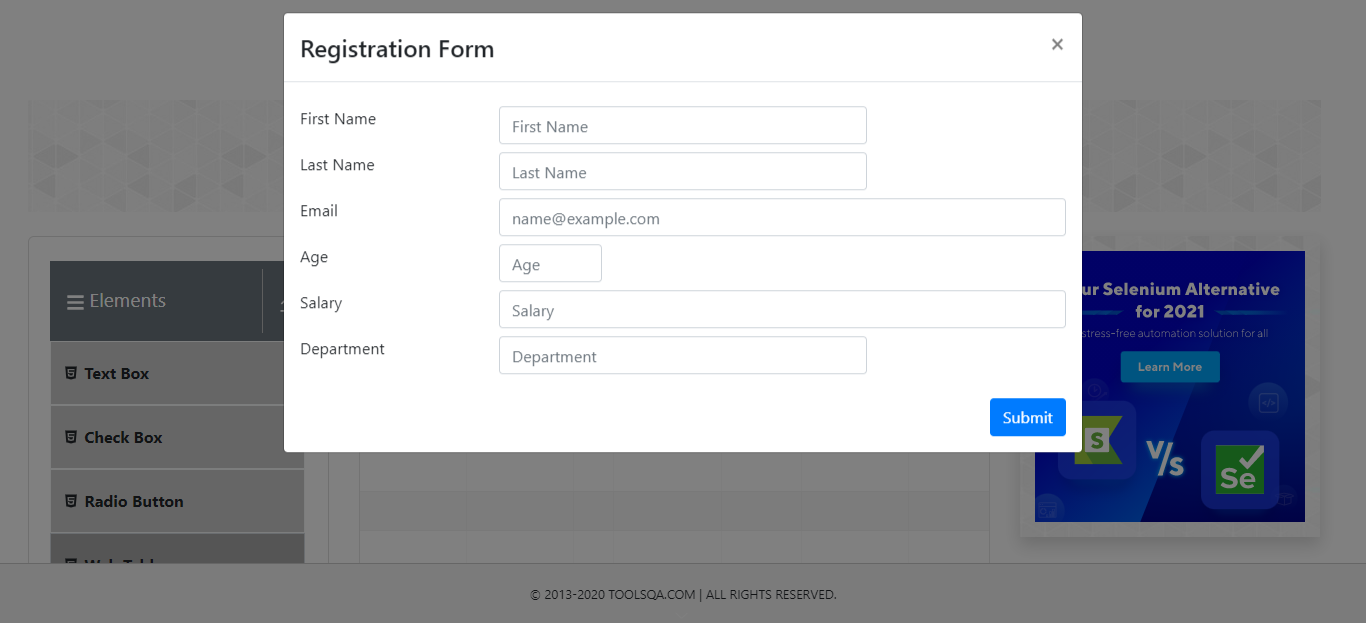 Registration Form
×
First Name
First Name
Last Name
Last Name
Email
name@example.com
Age
Age
Salary
Salary
Department
Department
Submit
Elements
Text Box
Check Box
Radio Button
ur Selenium Alternative
for 2021
stress-free automation solution for all
Learn More
</>
S
V/s
Se
© 2013-2020 TOOLSQA.COM | ALL RIGHTS RESERVED.